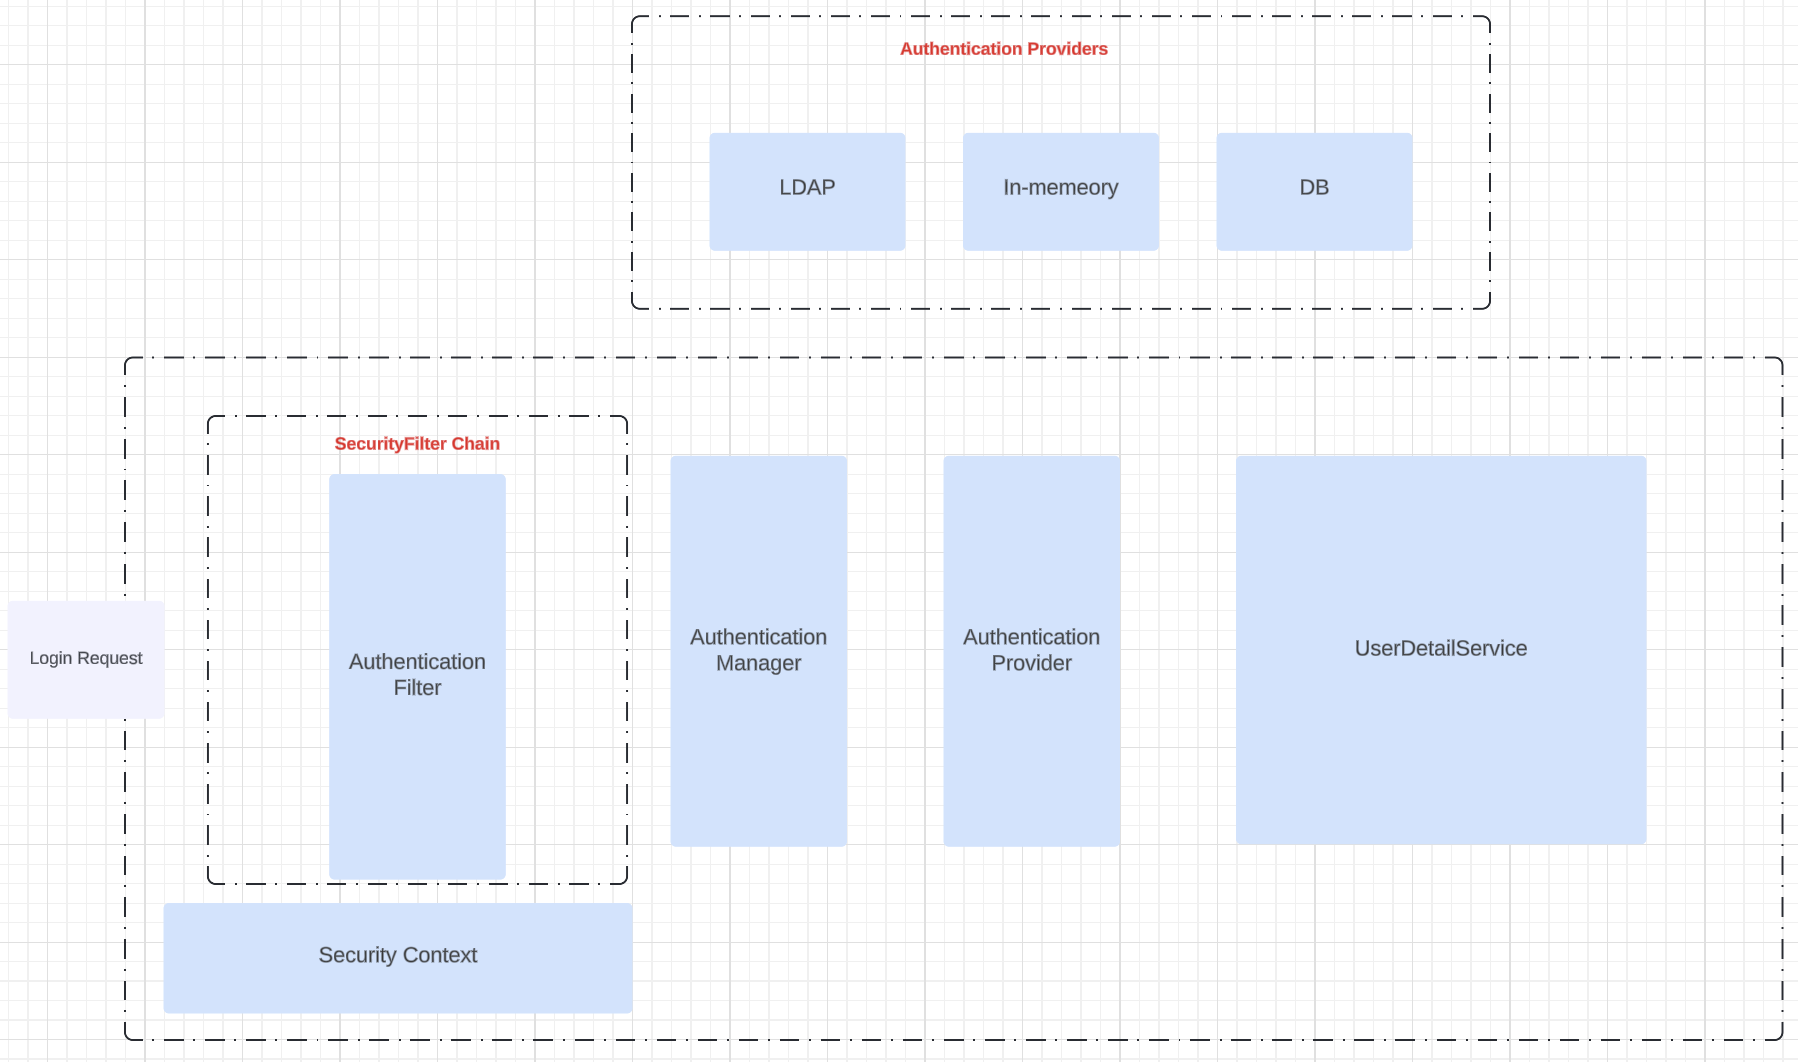 Authentication Providers
LDAP
In-memeory
DB
SecurityFilter Chain
Login Request
Authentication
Filter
Authentication
Manager
Authentication
Provider
UserDetailService
Security Context